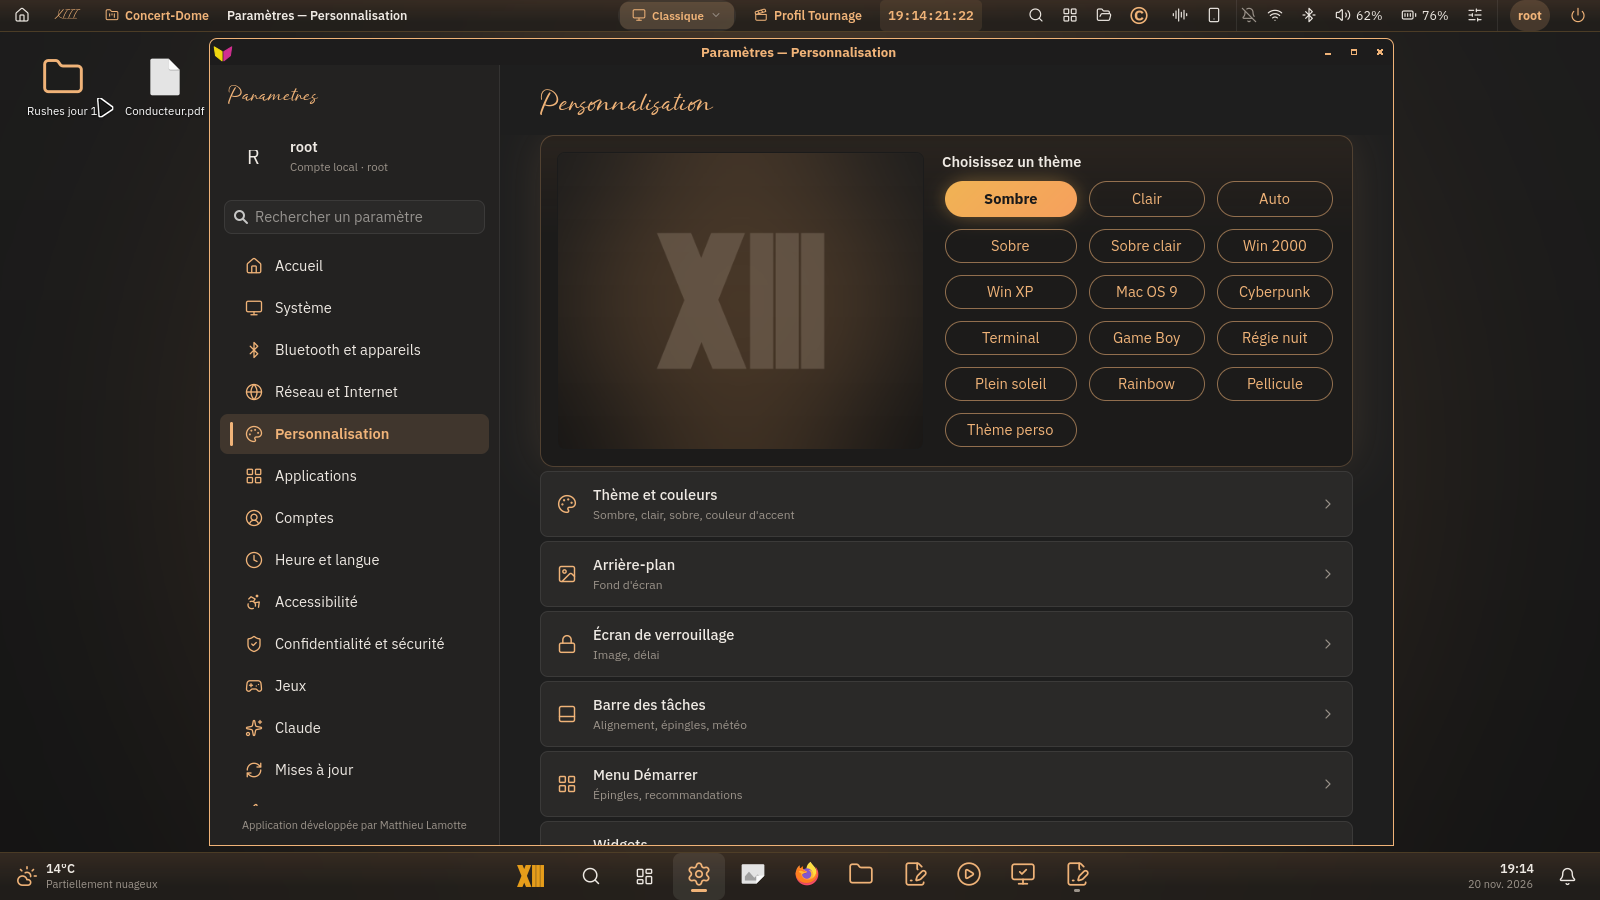 Concert-Dome
Paramètres — Personnalisation
Classique
Profil Tournage
19:14:21:22
62%
76%
root
Rushes jour 1
Conducteur.pdf
Paramètres — Personnalisation
Parametres
R
root
Compte local · root
Rechercher un paramètre
Accueil
Système
Bluetooth et appareils
Réseau et Internet
Personnalisation
Applications
Comptes
Heure et langue
Accessibilité
Confidentialité et sécurité
Jeux
Claude
Mises à jour
Application développée par Matthieu Lamotte
Personnalisation
XIII
Choisissez un thème
Sombre
Clair
Auto
Sobre
Sobre clair
Win 2000
Win XP
Mac OS 9
Cyberpunk
Terminal
Game Boy
Régie nuit
Plein soleil
Rainbow
Pellicule
Thème perso
Thème et couleurs
Sombre, clair, sobre, couleur d'accent
Arrière-plan
Fond d'écran
Écran de verrouillage
Image, délai
Barre des tâches
Alignement, épingles, météo
Menu Démarrer
Épingles, recommandations
Widgets
14°C
Partiellement nuageux
XIII
19:14
20 nov. 2026